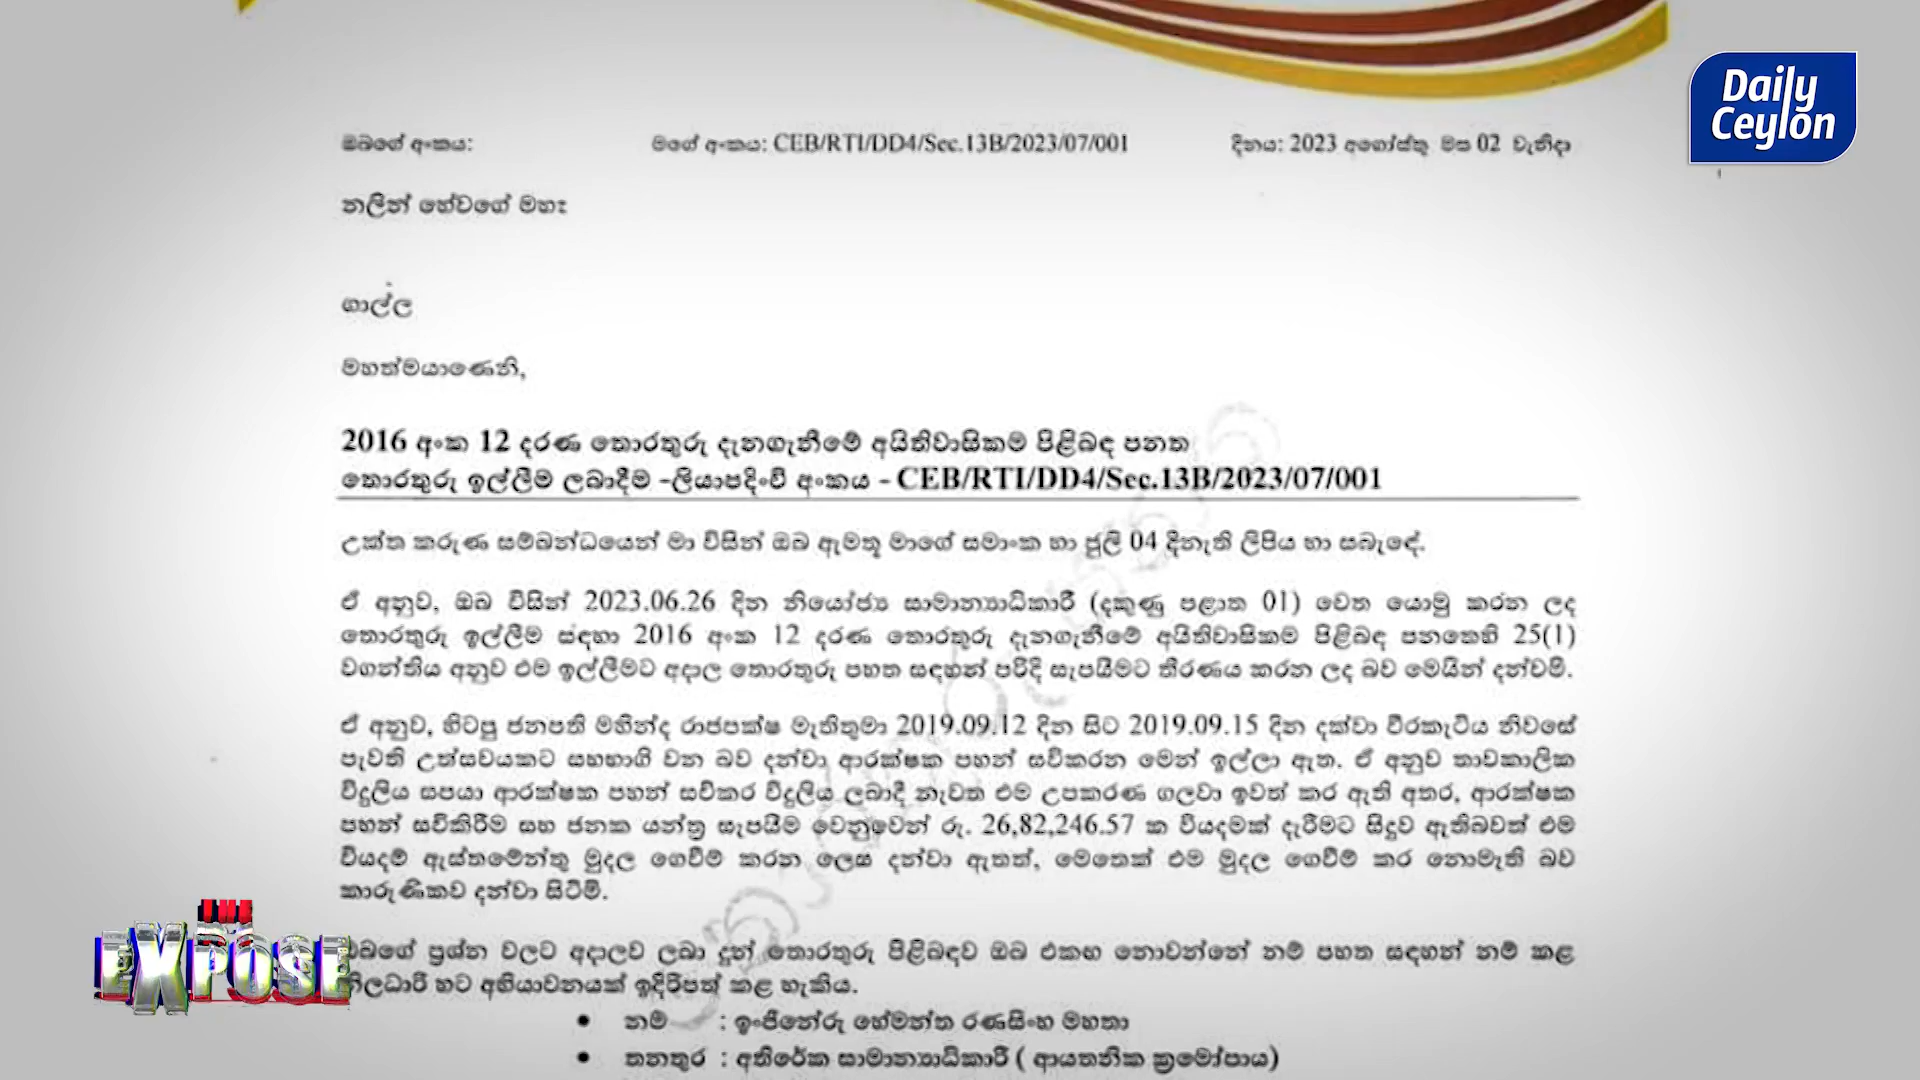 Daily
Ceylon
ඔබගේ අංකය: මගේ අංකය: CEB/RTI/DD4/Sec.13B/2023/07/001 දිනය: 2023 අගෝස්තු මස 02 වැනිදා
නලින් හේවගේ මහ:
ගාල්ල
මහත්මයාණෙනි,
2016 අංක 12 දරණ තොරතුරු දැනගැනීමේ අයිතිවාසිකම පිළිබඳ පනත
තොරතුරු ඉල්ලීම ලබාදීම -ලියාපදිංචි අංකය - CEB/RTI/DD4/Sec.13B/2023/07/001
උක්ත කරුණ සම්බන්ධයෙන් මා විසින් ඔබ ඇමතූ මාගේ සමාංක හා ජූලි 04 දිනැති ලිපිය හා සබැඳේ.
ඒ අනුව, ඔබ විසින් 2023.06.26 දින නියෝජ්‍ය සාමාන්‍යාධිකාරී (දකුණු පළාත 01) වෙත යොමු කරන ලද
තොරතුරු ඉල්ලීම සඳහා 2016 අංක 12 දරණ තොරතුරු දැනගැනීමේ අයිතිවාසිකම පිළිබඳ පනතෙහි 25(1)
වගන්තිය අනුව එම ඉල්ලීමට අදාල තොරතුරු පහත සඳහන් පරිදි සැපයීමට තීරණය කරන ලද බව මෙයින් දන්වමි.
ඒ අනුව, හිටපු ජනපති මහින්ද රාජපක්ෂ මැතිතුමා 2019.09.12 දින සිට 2019.09.15 දින දක්වා වීරකැටිය නිවසේ
පැවති උත්සවයකට සහභාගි වන බව දන්වා ආරක්ෂක පහන් සවිකරන මෙන් ඉල්ලා ඇත. ඒ අනුව තාවකාලික
විදුලිය සපයා ආරක්ෂක පහන් සවිකර විදුලිය ලබාදී නැවත එම උපකරණ ගලවා ඉවත් කර ඇති අතර, ආරක්ෂක
පහන් සවිකිරීම සහ ජනක යන්ත්‍ර සැපයීම වෙනුවෙන් රු. 26,82,246.57 ක වියදමක් දැරීමට සිදුව ඇතිබවත් එම
වියදම් ඇස්තමේන්තු මුදල ගෙවීම් කරන ලෙස දන්වා ඇතත්, මෙතෙක් එම මුදල ගෙවීම් කර නොමැති බව
කාරුණිකව දන්වා සිටිමි.
ඔබගේ ප්‍රශ්න වලට අදාලව ලබා දුන් තොරතුරු පිළිබඳව ඔබ එකඟ නොවන්නේ නම් පහත සඳහන් නම් කළ
නිලධාරී හට අභියාචනයක් ඉදිරිපත් කළ හැකිය.
• නම : ඉංජිනේරු හේමන්ත රණසිංහ මහතා
• තනතුර : අතිරේක සාමාන්‍යාධිකාරී ( ආයතනික ක්‍රමෝපාය)
EXPOSE